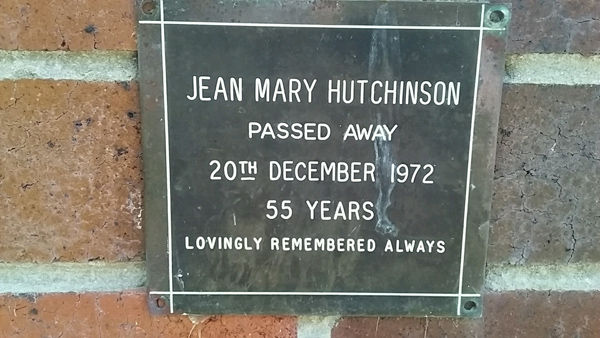 JEAN MARY HUTCHINSON
PASSED AWAY
20TH DECEMBER 1972
55 YEARS
LOVINGLY REMEMBERED ALWAYS